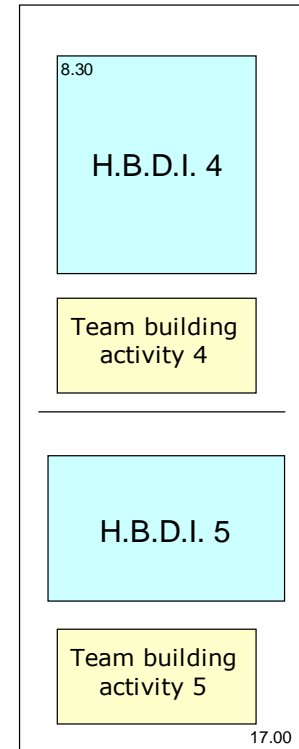 8.30
H.B.D.I. 4
Team building
activity 4
H.B.D.I. 5
Team building
activity 5
17.00